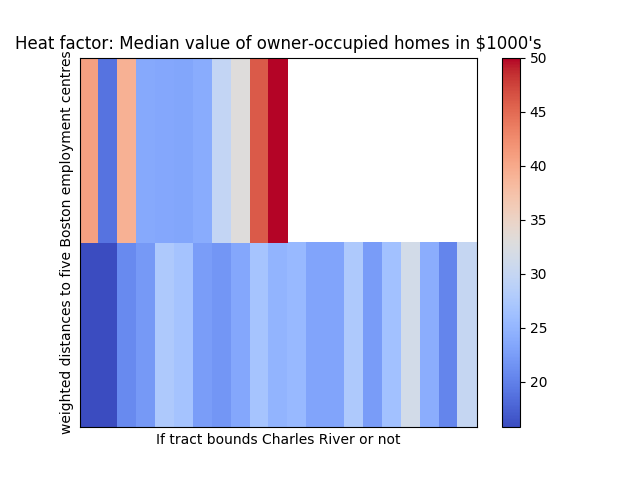 Heat factor: Median value of owner-occupied homes in $1000's
weighted distances to five Boston employment centres
If tract bounds Charles River or not
50
45
40
35
30
25
20